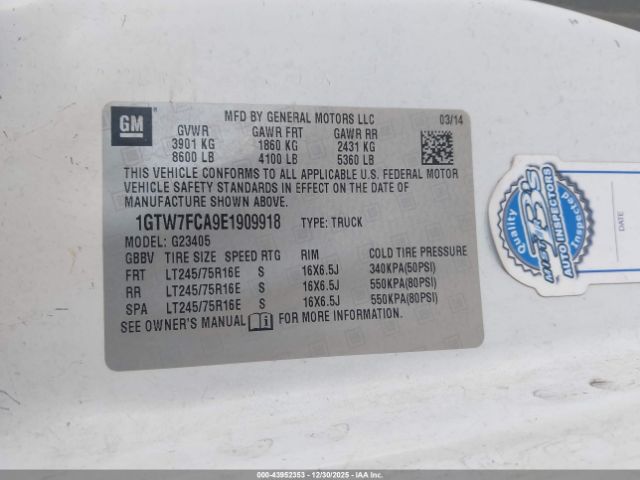 GM
MFD BY GENERAL MOTORS LLC 03/14
GVWR GAWR FRT GAWR RR
3901 KG 1860 KG 2431 KG
8600 LB 4100 LB 5360 LB
THIS VEHICLE CONFORMS TO ALL APPLICABLE U.S. FEDERAL MOTOR
VEHICLE SAFETY STANDARDS IN EFFECT ON THE DATE OF
MANUFACTURE SHOWN ABOVE.
1GTW7FCA9E1909918 TYPE: TRUCK
MODEL: G23405
GBBV TIRE SIZE SPEED RTG RIM COLD TIRE PRESSURE
FRT LT245/75R16E S 16X6.5J 340KPA(50PSI)
RR LT245/75R16E S 16X6.5J 550KPA(80PSI)
SPA LT245/75R16E S 16X6.5J 550KPA(80PSI)
SEE OWNER'S MANUAL FOR MORE INFORMATION.
Quality
AUTO INSPECTORS
Inspected
000-43952353 - 12/30/2025 - IAA Inc.